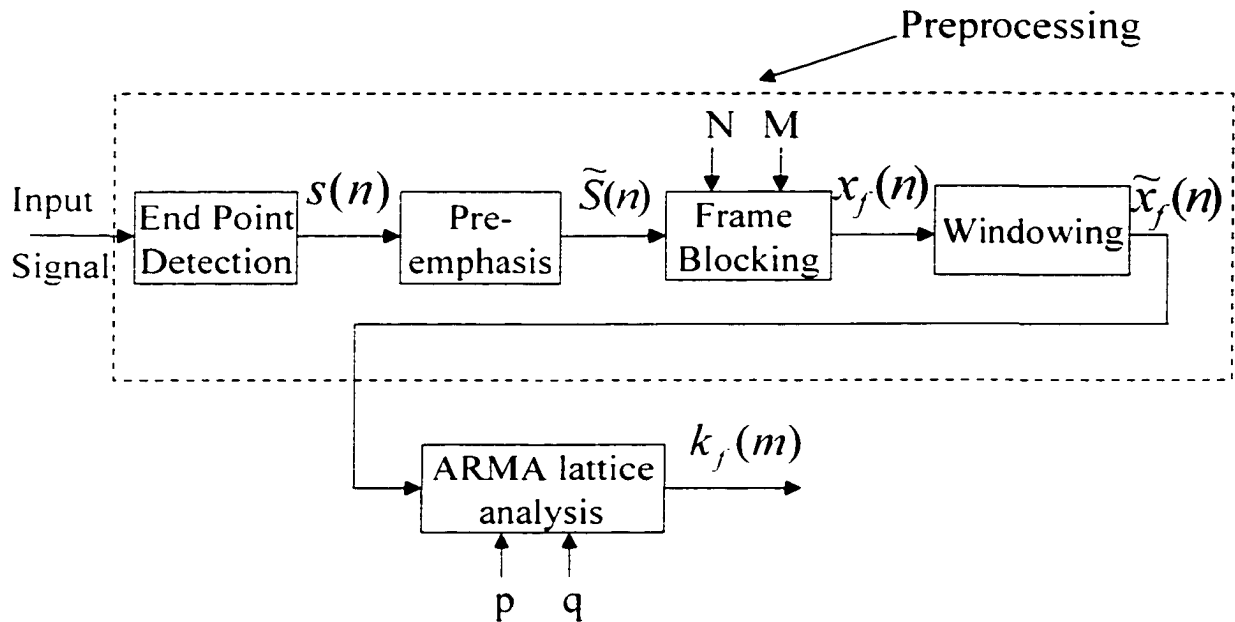 Preprocessing
N M
Input
Signal
End Point
Detection
s(n)
Pre-
emphasis
S̃(n)
Frame
Blocking
x_f(n)
Windowing
x̃_f(n)
ARMA lattice
analysis
k_f(m)
p q